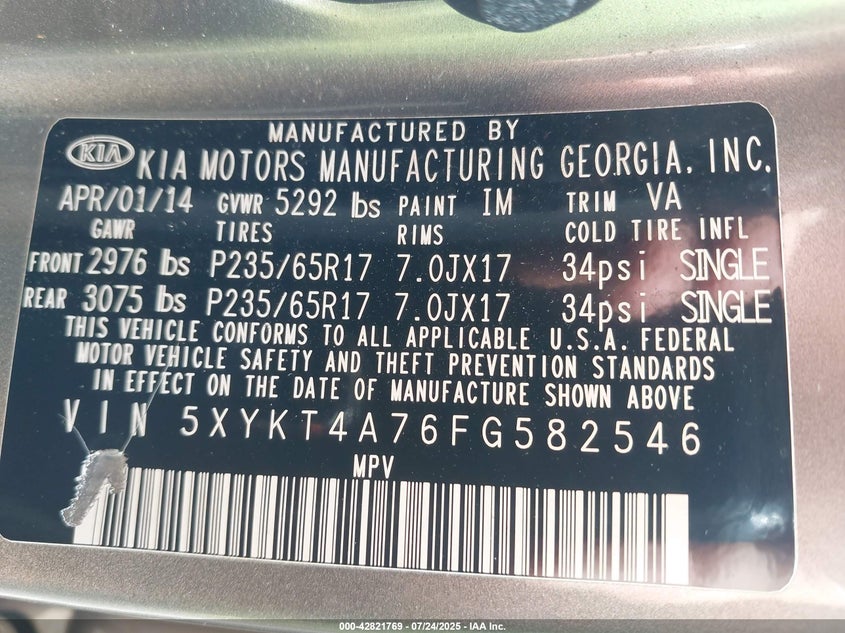 MANUFACTURED BY
KIA KIA MOTORS MANUFACTURING GEORGIA, INC.
APR/01/14 GVWR 5292 lbs PAINT IM TRIM VA
GAWR TIRES RIMS COLD TIRE INFL
FRONT 2976 lbs P235/65R17 7.0JX17 34psi SINGLE
REAR 3075 lbs P235/65R17 7.0JX17 34psi SINGLE
THIS VEHICLE CONFORMS TO ALL APPLICABLE U.S.A. FEDERAL
MOTOR VEHICLE SAFETY AND THEFT PREVENTION STANDARDS
IN EFFECT ON THE DATE OF MANUFACTURE SHOWN ABOVE
VIN 5XYKT4A76FG582546
MPV
000-42821769 - 07/24/2025 - IAA Inc.